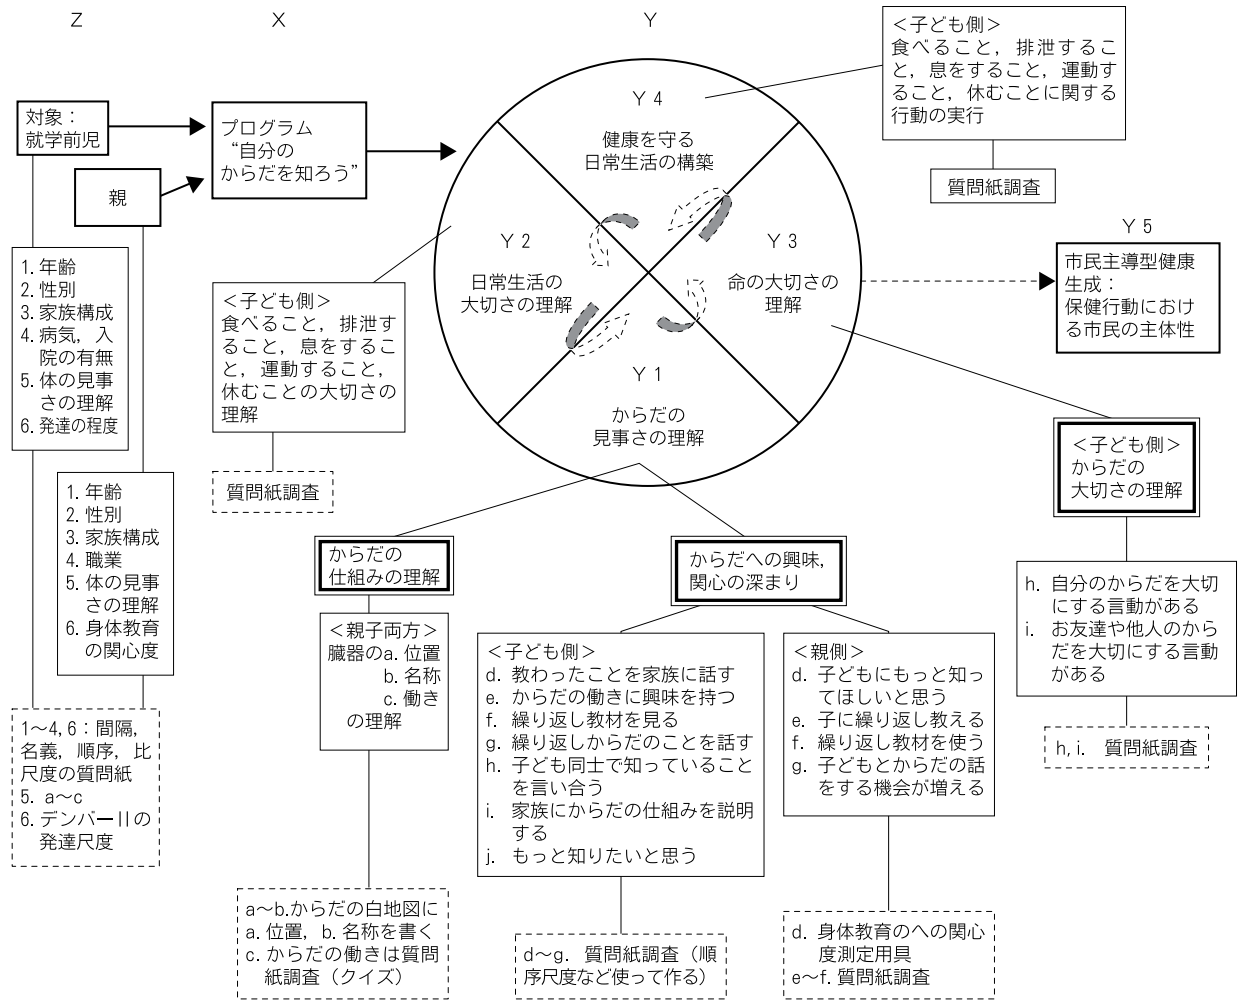 Z
X
Y
対象：
就学前児
親
プログラム
“自分の
からだを知ろう”
Y 4
健康を守る
日常生活の構築
Y 2
日常生活の
大切さの理解
Y 3
命の大切さの
理解
Y 1
からだの
見事さの理解
＜子ども側＞
食べること，排泄するこ
と，息をすること，運動す
ること，休むことに関する
行動の実行
質問紙調査
Y 5
市民主導型健康
生成：
保健行動におけ
る市民の主体性
1. 年齢
2. 性別
3. 家族構成
4. 病気，入
院の有無
5. 体の見事
さの理解
6. 発達の程度
＜子ども側＞
食べること，排泄す
ること，息をするこ
と，運動すること，
休むことの大切さの
理解
質問紙調査
1. 年齢
2. 性別
3. 家族構成
4. 職業
5. 体の見事
さの理解
6. 身体教育
の関心度
1〜4,6：間隔，
名義，順序，比
尺度の質問紙
5. a〜c
6. デンバーⅡの
発達尺度
からだの
仕組みの理解
＜親子両方＞
臓器のa. 位置
b. 名称
c. 働き
の理解
a〜b.からだの白地図に
a. 位置，b. 名称を書く
c. からだの働きは質問
紙調査（クイズ）
からだへの興味，
関心の深まり
＜子ども側＞
d. 教わったことを家族に話す
e. からだの働きに興味を持つ
f. 繰り返し教材を見る
g. 繰り返しからだのことを話す
h. 子ども同士で知っていること
を言い合う
i. 家族にからだの仕組みを説明
する
j. もっと知りたいと思う
d〜g. 質問紙調査（順
序尺度など使って作る）
＜親側＞
d. 子どもにもっと知っ
てほしいと思う
e. 子に繰り返し教える
f. 繰り返し教材を使う
g. 子どもとからだの話
をする機会が増える
d. 身体教育のへの関心
度測定用具
e〜f. 質問紙調査
＜子ども側＞
からだの
大切さの理解
h. 自分のからだを大切
にする言動がある
i. お友達や他人のから
だを大切にする言動
がある
h, i. 質問紙調査